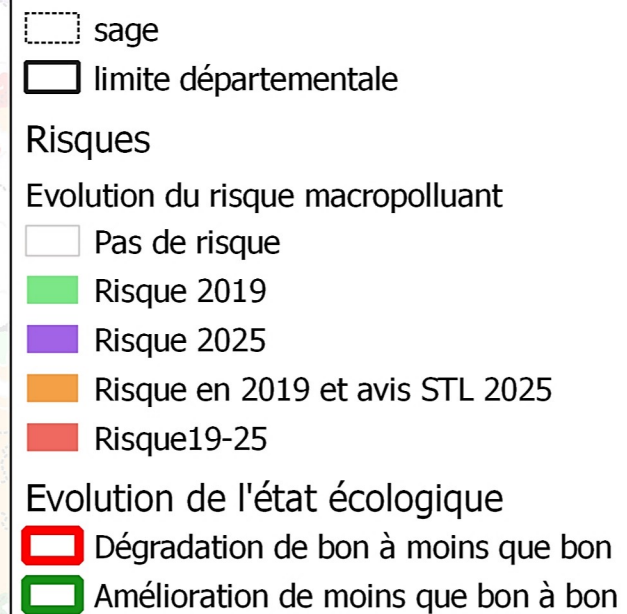 sage
limite départementale
Risques
Evolution du risque macropolluant
Pas de risque
Risque 2019
Risque 2025
Risque en 2019 et avis STL 2025
Risque19-25
Evolution de l'état écologique
Dégradation de bon à moins que bon
Amélioration de moins que bon à bon